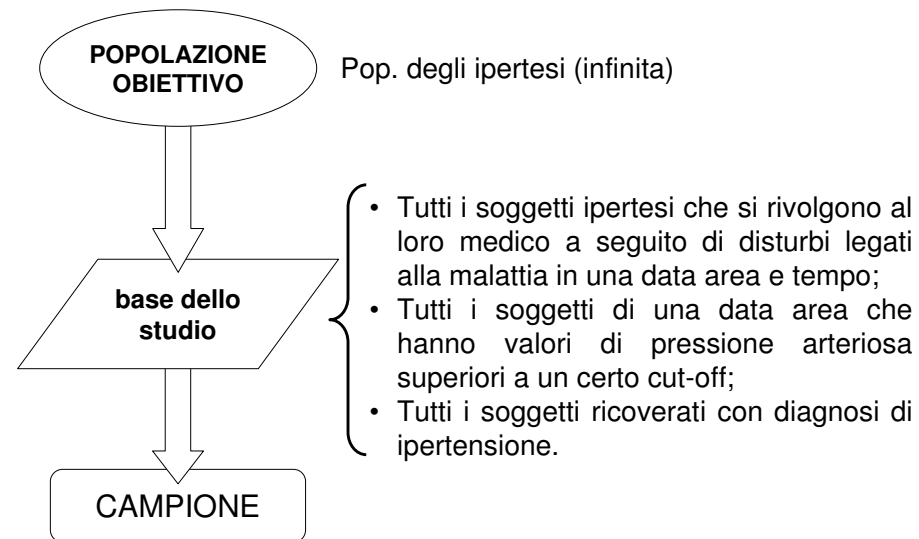 POPOLAZIONE
OBIETTIVO
Pop. degli ipertesi (infinita)
base dello
studio
• Tutti i soggetti ipertesi che si rivolgono al
loro medico a seguito di disturbi legati
alla malattia in una data area e tempo;
• Tutti i soggetti di una data area che
hanno valori di pressione arteriosa
superiori a un certo cut-off;
• Tutti i soggetti ricoverati con diagnosi di
ipertensione.
CAMPIONE